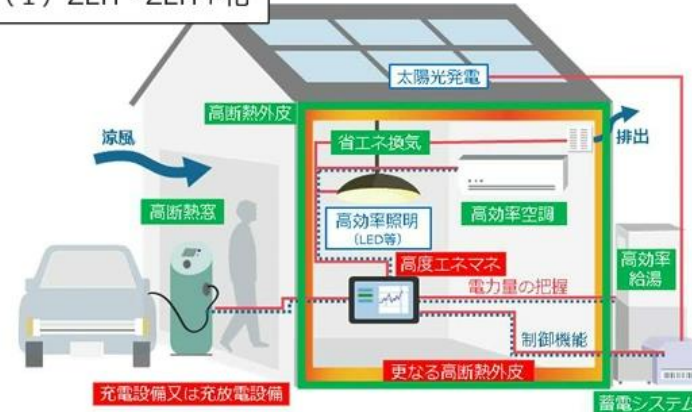 (1) ZEH・ZEH+化
太陽光発電
高断熱外皮
涼風
省エネ換気
排出
高断熱窓
高効率照明
(LED等)
高効率空調
高度エネマネ
高効率
給湯
電力量の把握
制御機能
更なる高断熱外皮
充電設備又は充放電設備
蓄電システム